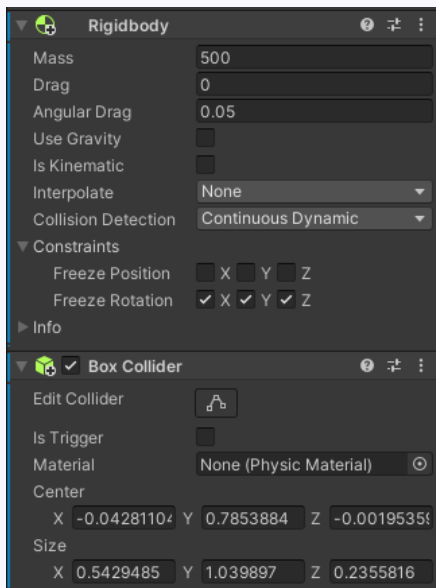 Rigidbody
Mass 500
Drag 0
Angular Drag 0.05
Use Gravity
Is Kinematic
Interpolate None
Collision Detection Continuous Dynamic
Constraints
Freeze Position X Y Z
Freeze Rotation X Y Z
Info
Box Collider
Edit Collider
Is Trigger
Material None (Physic Material)
Center
X -0.04281104 Y 0.7853884 Z -0.00195359
Size
X 0.5429485 Y 1.039897 Z 0.2355816